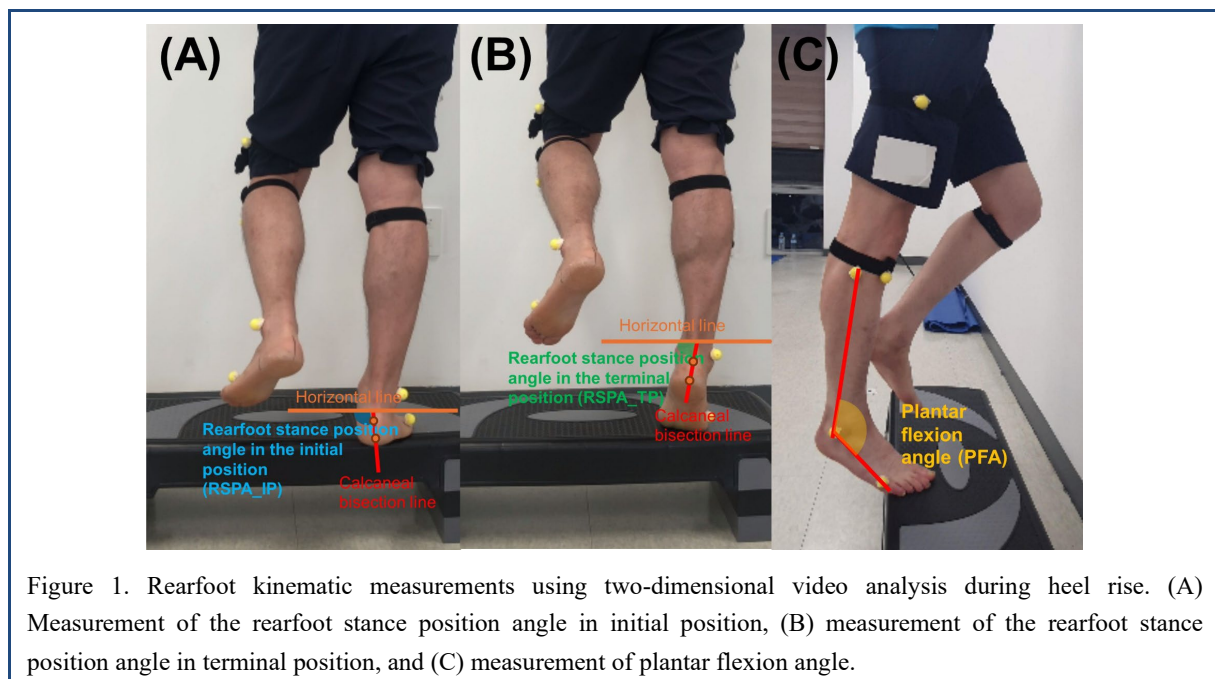 (A)
Horizontal line
Rearfoot stance position
angle in the initial
position
(RSPA_IP)
Calcaneal
bisection line
(B)
Horizontal line
Rearfoot stance position
angle in the terminal
position (RSPA_TP)
Calcaneal
bisection line
(C)
Plantar
flexion
angle (PFA)
Figure 1. Rearfoot kinematic measurements using two-dimensional video analysis during heel rise. (A)
Measurement of the rearfoot stance position angle in initial position, (B) measurement of the rearfoot stance
position angle in terminal position, and (C) measurement of plantar flexion angle.